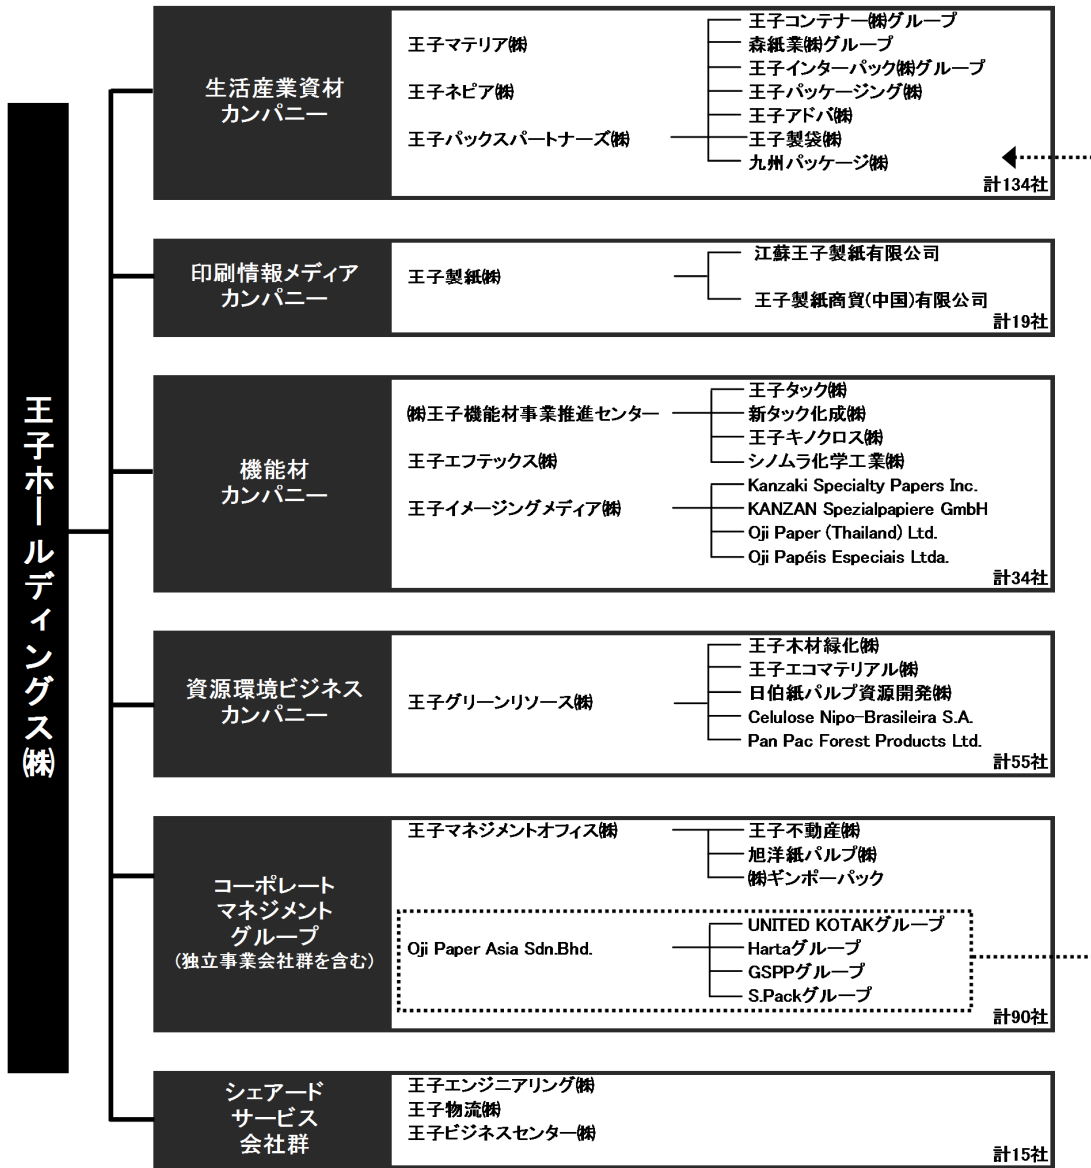 王子ホールディングス㈱
生活産業資材
カンパニー
王子マテリア㈱
王子ネピア㈱
王子パックスパートナーズ㈱
王子コンテナー㈱グループ
森紙業㈱グループ
王子インターパック㈱グループ
王子パッケージング㈱
王子アドバ㈱
王子製袋㈱
九州パッケージ㈱
計134社
印刷情報メディア
カンパニー
王子製紙㈱
江蘇王子製紙有限公司
王子製紙商貿(中国)有限公司
計19社
機能材
カンパニー
㈱王子機能材事業推進センター
王子エフテックス㈱
王子イメージングメディア㈱
王子タック㈱
新タック化成㈱
王子キノクロス㈱
シノムラ化学工業㈱
Kanzaki Specialty Papers Inc.
KANZAN Spezialpapiere GmbH
Oji Paper (Thailand) Ltd.
Oji Papéis Especiais Ltda.
計34社
資源環境ビジネス
カンパニー
王子グリーンリソース㈱
王子木材緑化㈱
王子エコマテリアル㈱
日伯紙パルプ資源開発㈱
Celulose Nipo-Brasileira S.A.
Pan Pac Forest Products Ltd.
計55社
コーポレート
マネジメント
グループ
(独立事業会社群を含む)
王子マネジメントオフィス㈱
王子不動産㈱
旭洋紙パルプ㈱
㈱ギンポーパック
Oji Paper Asia Sdn.Bhd.
UNITED KOTAKグループ
Hartaグループ
GSPPグループ
S.Packグループ
計90社
シェアード
サービス
会社群
王子エンジニアリング㈱
王子物流㈱
王子ビジネスセンター㈱
計15社